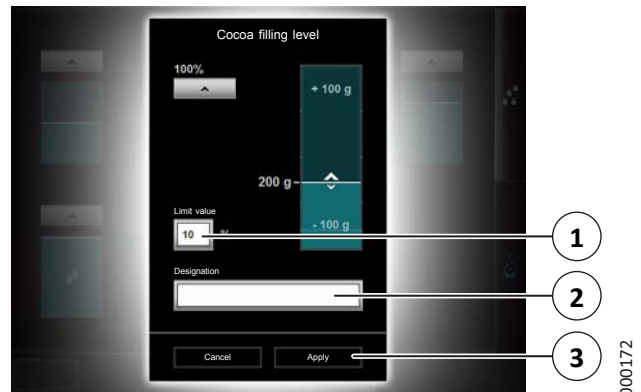 Cocoa filling level
100%
+ 100 g
200 g
- 100 g
Limit value
10 %
Designation
Cancel
Apply
1
2
3
000172